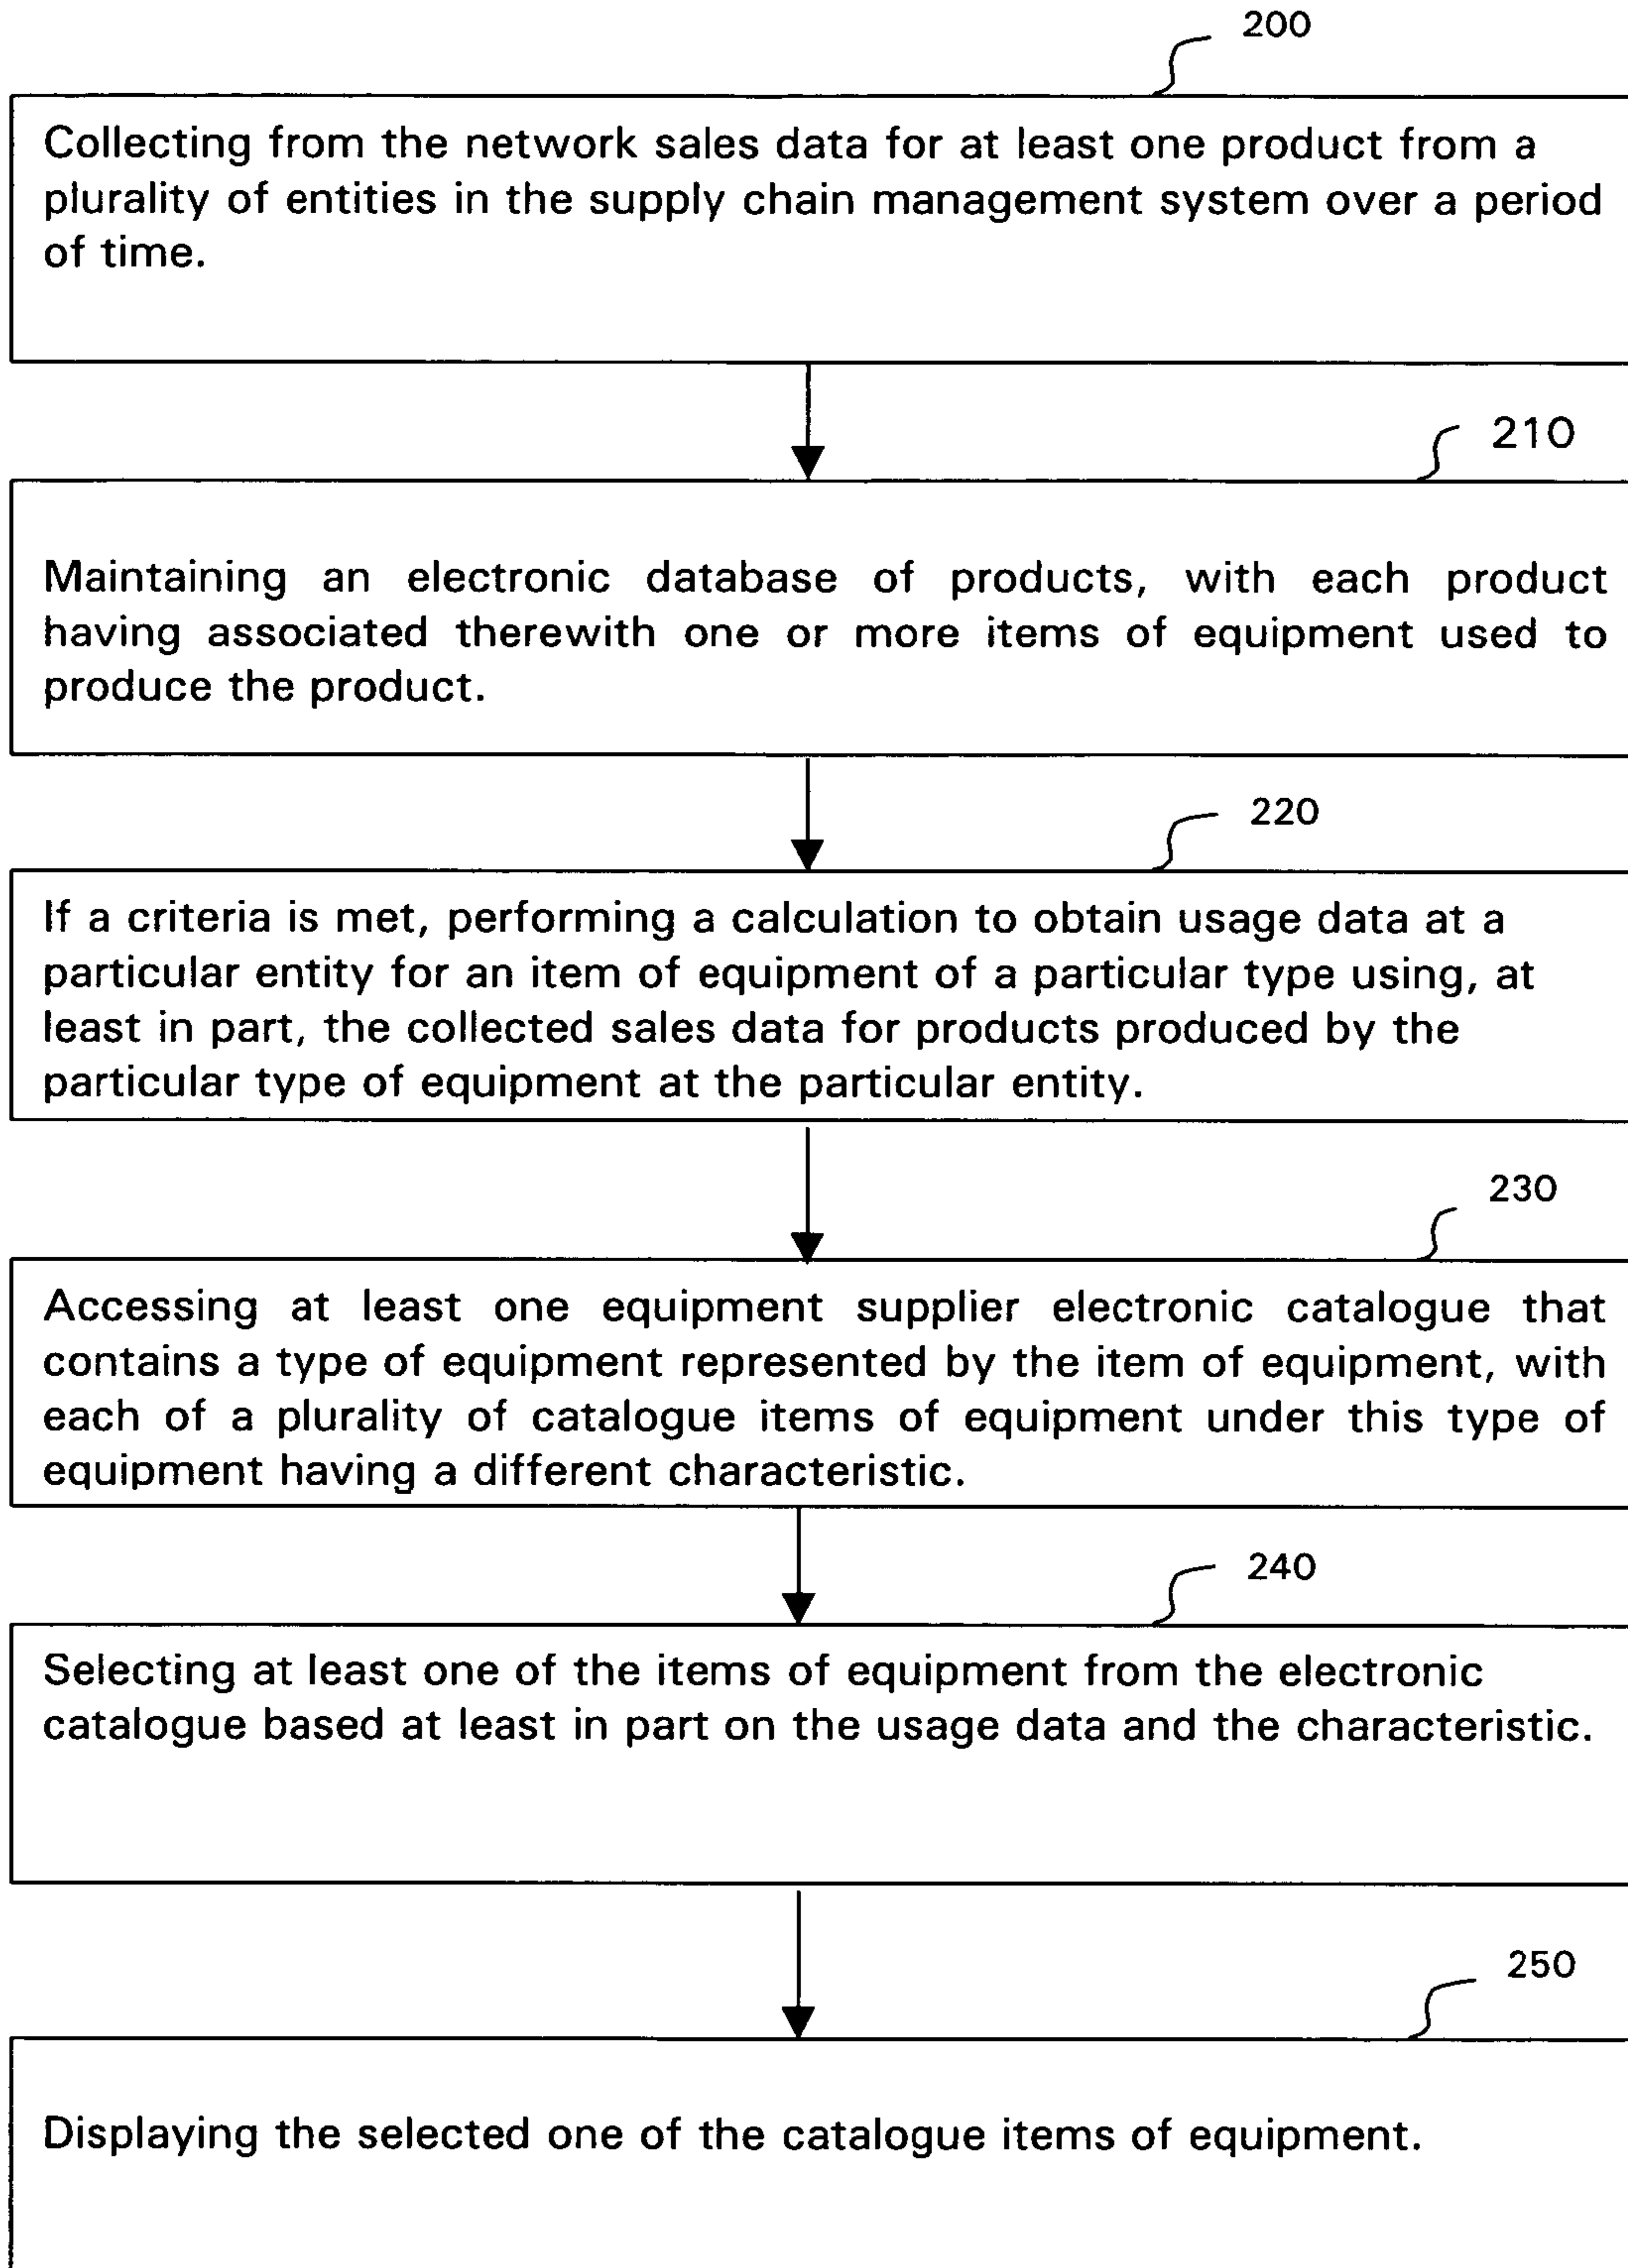 200
Collecting from the network sales data for at least one product from a
plurality of entities in the supply chain management system over a period
of time.
210
Maintaining an electronic database of products, with each product
having associated therewith one or more items of equipment used to
produce the product.
220
If a criteria is met, performing a calculation to obtain usage data at a
particular entity for an item of equipment of a particular type using, at
least in part, the collected sales data for products produced by the
particular type of equipment at the particular entity.
230
Accessing at least one equipment supplier electronic catalogue that
contains a type of equipment represented by the item of equipment, with
each of a plurality of catalogue items of equipment under this type of
equipment having a different characteristic.
240
Selecting at least one of the items of equipment from the electronic
catalogue based at least in part on the usage data and the characteristic.
250
Displaying the selected one of the catalogue items of equipment.